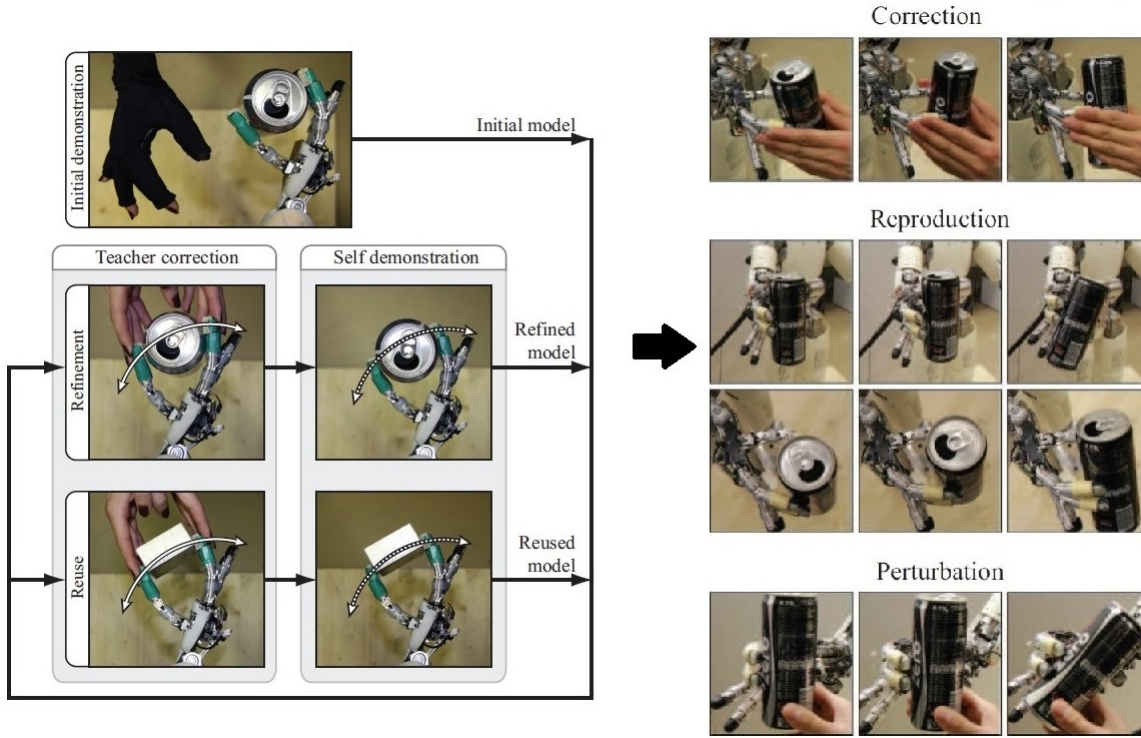 Initial demonstration
Initial model
Teacher correction
Self demonstration
Refinement
Refined
model
Reuse
Reused
model
Correction
Reproduction
Perturbation